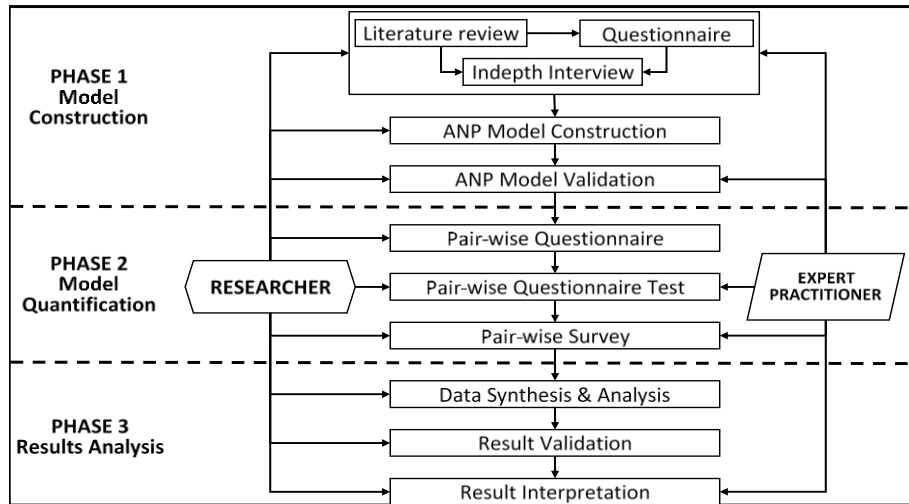 Literature review
Questionnaire
Indepth Interview
PHASE 1
Model
Construction
ANP Model Construction
ANP Model Validation
Pair-wise Questionnaire
PHASE 2
Model
Quantification
RESEARCHER
Pair-wise Questionnaire Test
EXPERT
PRACTITIONER
Pair-wise Survey
Data Synthesis & Analysis
PHASE 3
Results Analysis
Result Validation
Result Interpretation